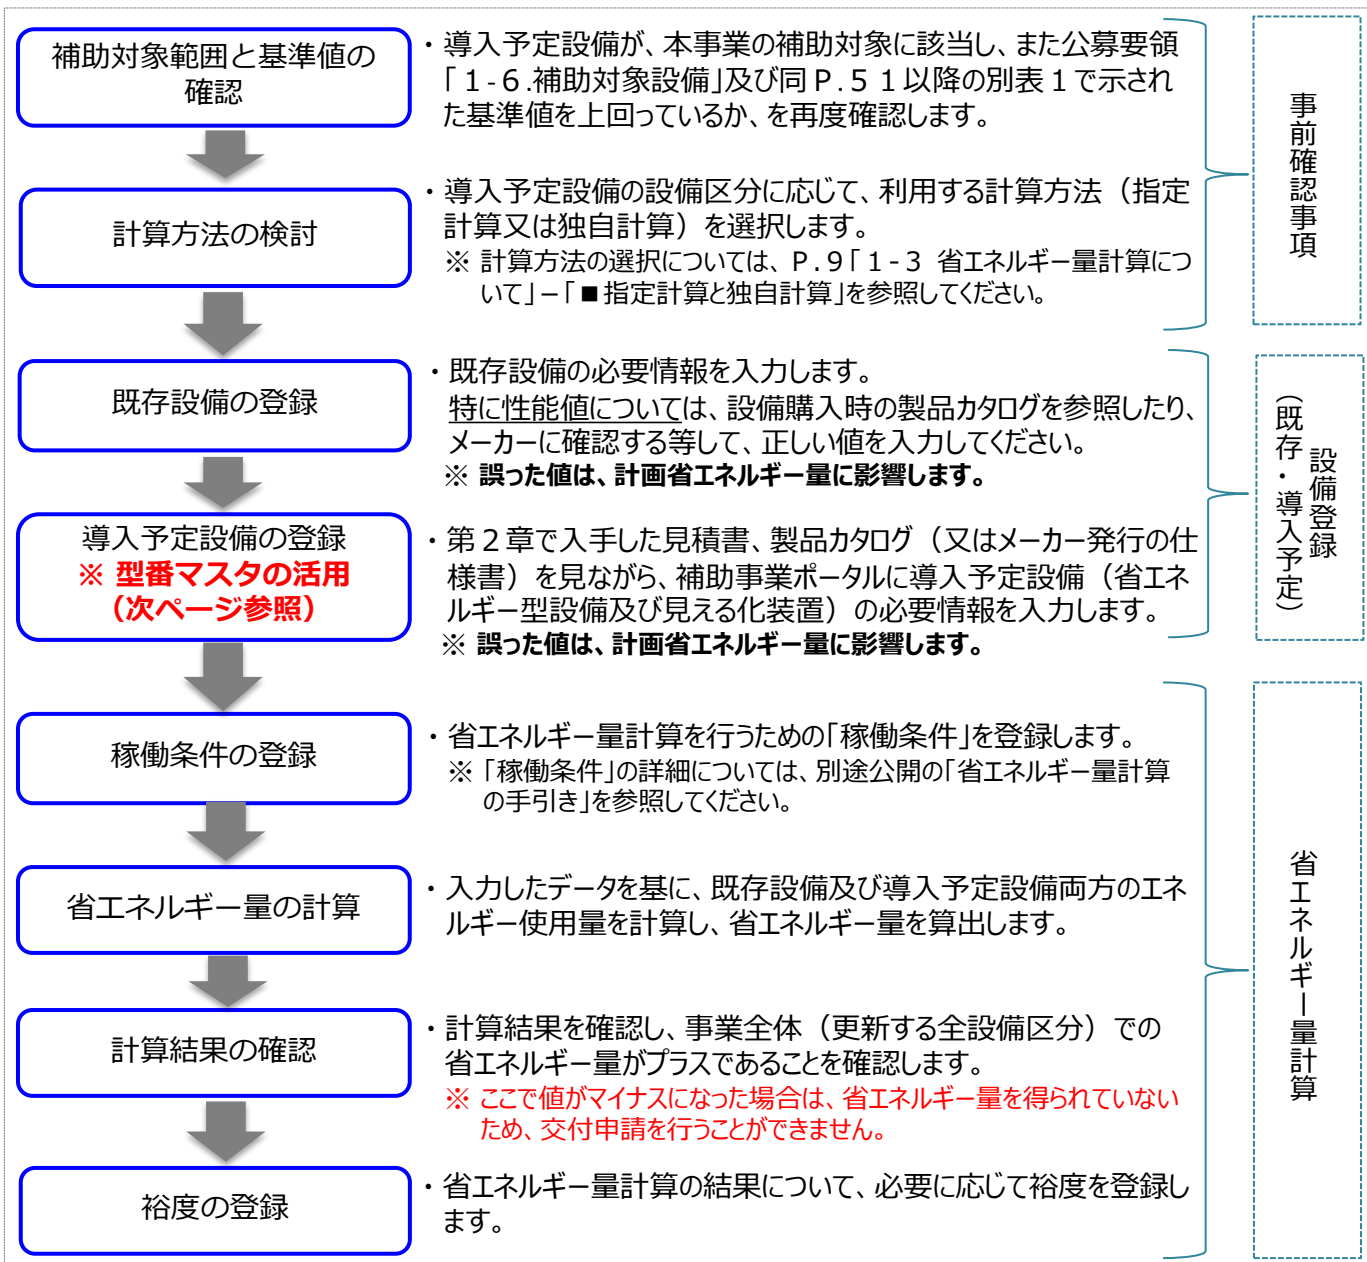 補助対象範囲と基準値の
確認
・導入予定設備が、本事業の補助対象に該当し、また公募要領
「1-6.補助対象設備」及び同P.51以降の別表1で示され
た基準値を上回っているか、を再度確認します。
計算方法の検討
・導入予定設備の設備区分に応じて、利用する計算方法（指定
計算又は独自計算）を選択します。
※ 計算方法の選択については、P.9「1-3 省エネルギー量計算につ
いて」－「■指定計算と独自計算」を参照してください。
事前確認事項
既存設備の登録
・既存設備の必要情報を入力します。
特に性能値については、設備購入時の製品カタログを参照したり、
メーカーに確認する等して、正しい値を入力してください。
※ 誤った値は、計画省エネルギー量に影響します。
導入予定設備の登録
※ 型番マスタの活用
（次ページ参照）
・第2章で入手した見積書、製品カタログ（又はメーカー発行の仕
様書）を見ながら、補助事業ポータルに導入予定設備（省エネ
ルギー型設備及び見える化装置）の必要情報を入力します。
※ 誤った値は、計画省エネルギー量に影響します。
設備登録
（既存・導入予定）
稼働条件の登録
・省エネルギー量計算を行うための「稼働条件」を登録します。
※「稼働条件」の詳細については、別途公開の「省エネルギー量計算
の手引き」を参照してください。
省エネルギー量の計算
・入力したデータを基に、既存設備及び導入予定設備両方のエネ
ルギー使用量を計算し、省エネルギー量を算出します。
計算結果の確認
・計算結果を確認し、事業全体（更新する全設備区分）での
省エネルギー量がプラスであることを確認します。
※ ここで値がマイナスになった場合は、省エネルギー量を得られていない
ため、交付申請を行うことができません。
裕度の登録
・省エネルギー量計算の結果について、必要に応じて裕度を登録し
ます。
省エネルギー量計算